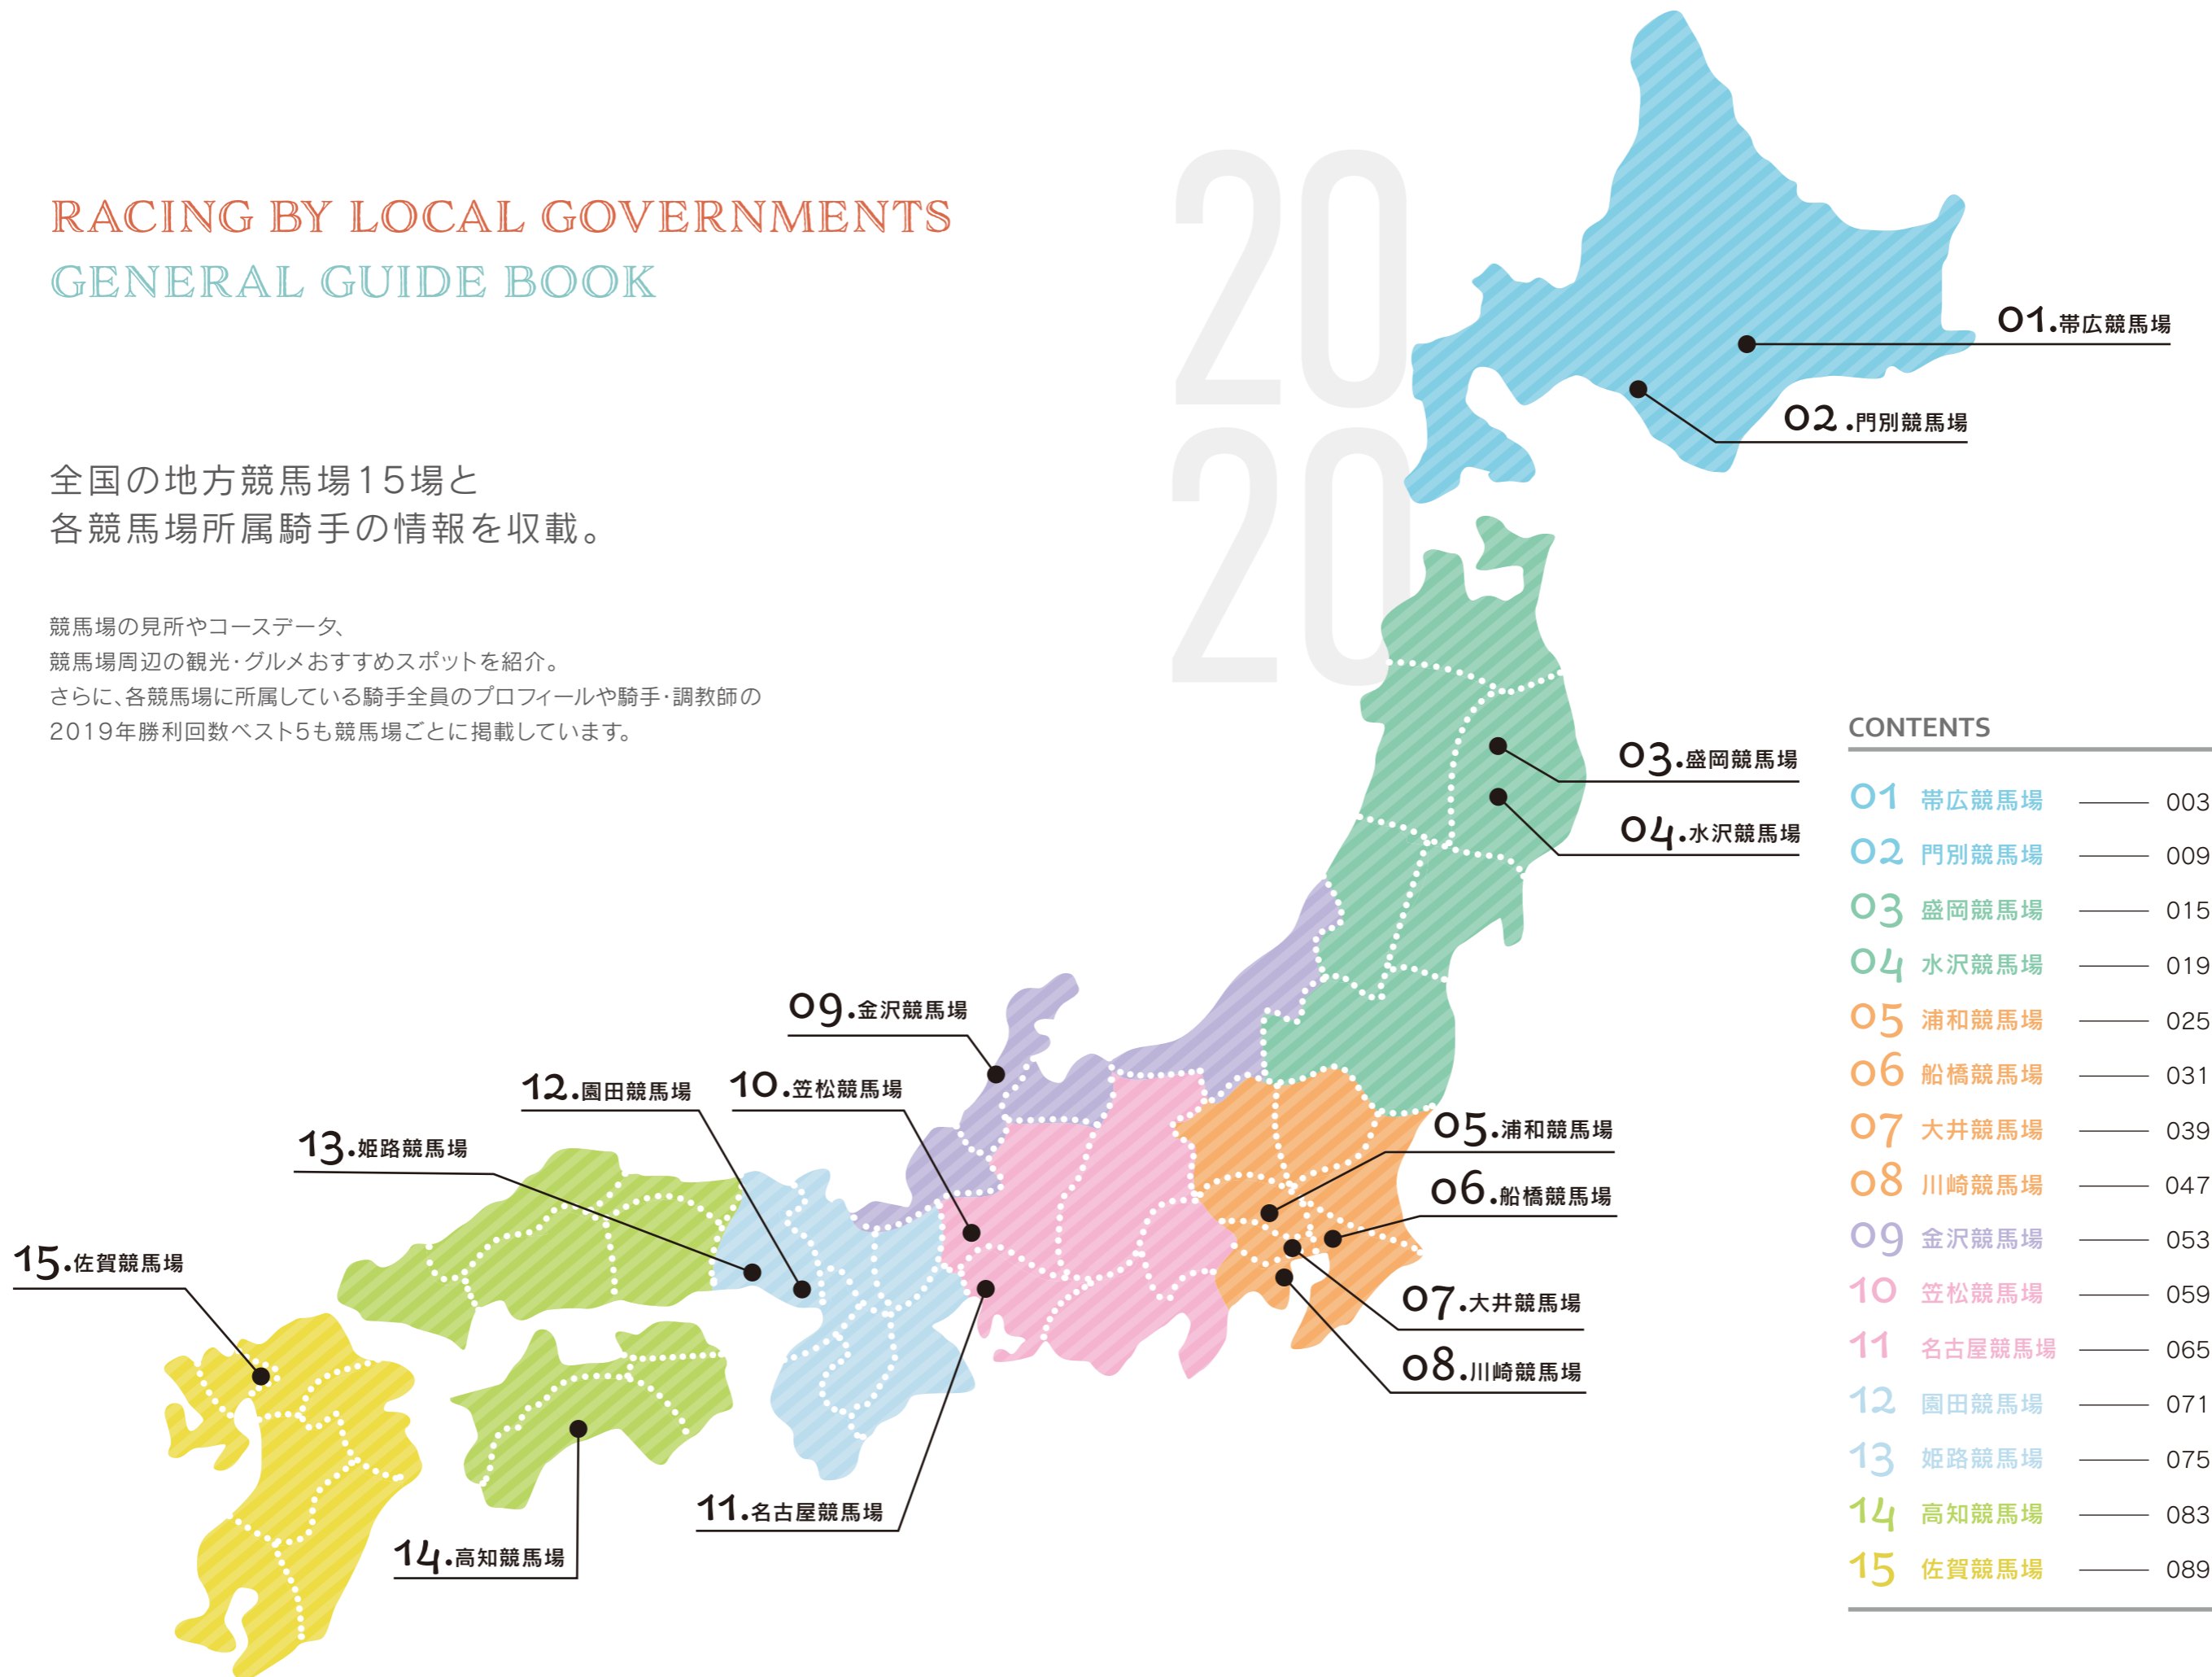 RACING BY LOCAL GOVERNMENTS
GENERAL GUIDE BOOK
20
20
全国の地方競馬場15場と
各競馬場所属騎手の情報を収載。
競馬場の見所やコースデータ、
競馬場周辺の観光・グルメおすすめスポットを紹介。
さらに、各競馬場に所属している騎手全員のプロフィールや騎手・調教師の
2019年勝利回数ベスト5も競馬場ごとに掲載しています。
01.帯広競馬場
02.門別競馬場
03.盛岡競馬場
04.水沢競馬場
09.金沢競馬場
12.園田競馬場
10.笠松競馬場
13.姫路競馬場
05.浦和競馬場
06.船橋競馬場
15.佐賀競馬場
07.大井競馬場
08.川崎競馬場
11.名古屋競馬場
14.高知競馬場
CONTENTS
01 帯広競馬場 003
02 門別競馬場 009
03 盛岡競馬場 015
04 水沢競馬場 019
05 浦和競馬場 025
06 船橋競馬場 031
07 大井競馬場 039
08 川崎競馬場 047
09 金沢競馬場 053
10 笠松競馬場 059
11 名古屋競馬場 065
12 園田競馬場 071
13 姫路競馬場 075
14 高知競馬場 083
15 佐賀競馬場 089